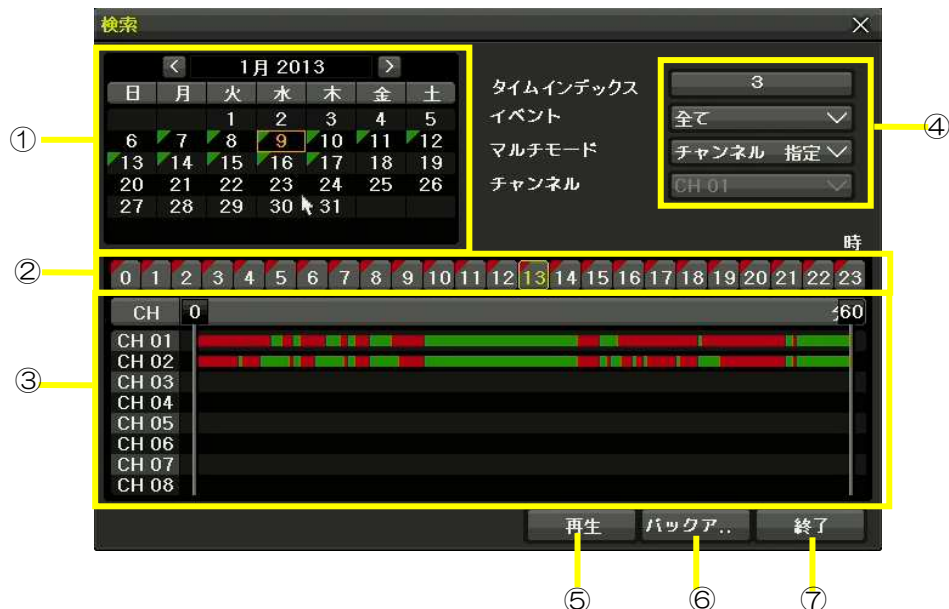 検索
1月 2013
日 月 火 水 木 金 土
1 2 3 4 5
6 7 8 9 10 11 12
13 14 15 16 17 18 19
20 21 22 23 24 25 26
27 28 29 30 31
①
タイムインデックス 3
イベント 全て
マルチモード チャンネル 指定
チャンネル CH 01
④
時
②
0 1 2 3 4 5 6 7 8 9 10 11 12 13 14 15 16 17 18 19 20 21 22 23
CH 0 60
CH 01
CH 02
③
CH 03
CH 04
CH 05
CH 06
CH 07
CH 08
再生 バックア.. 終了
⑤ ⑥ ⑦